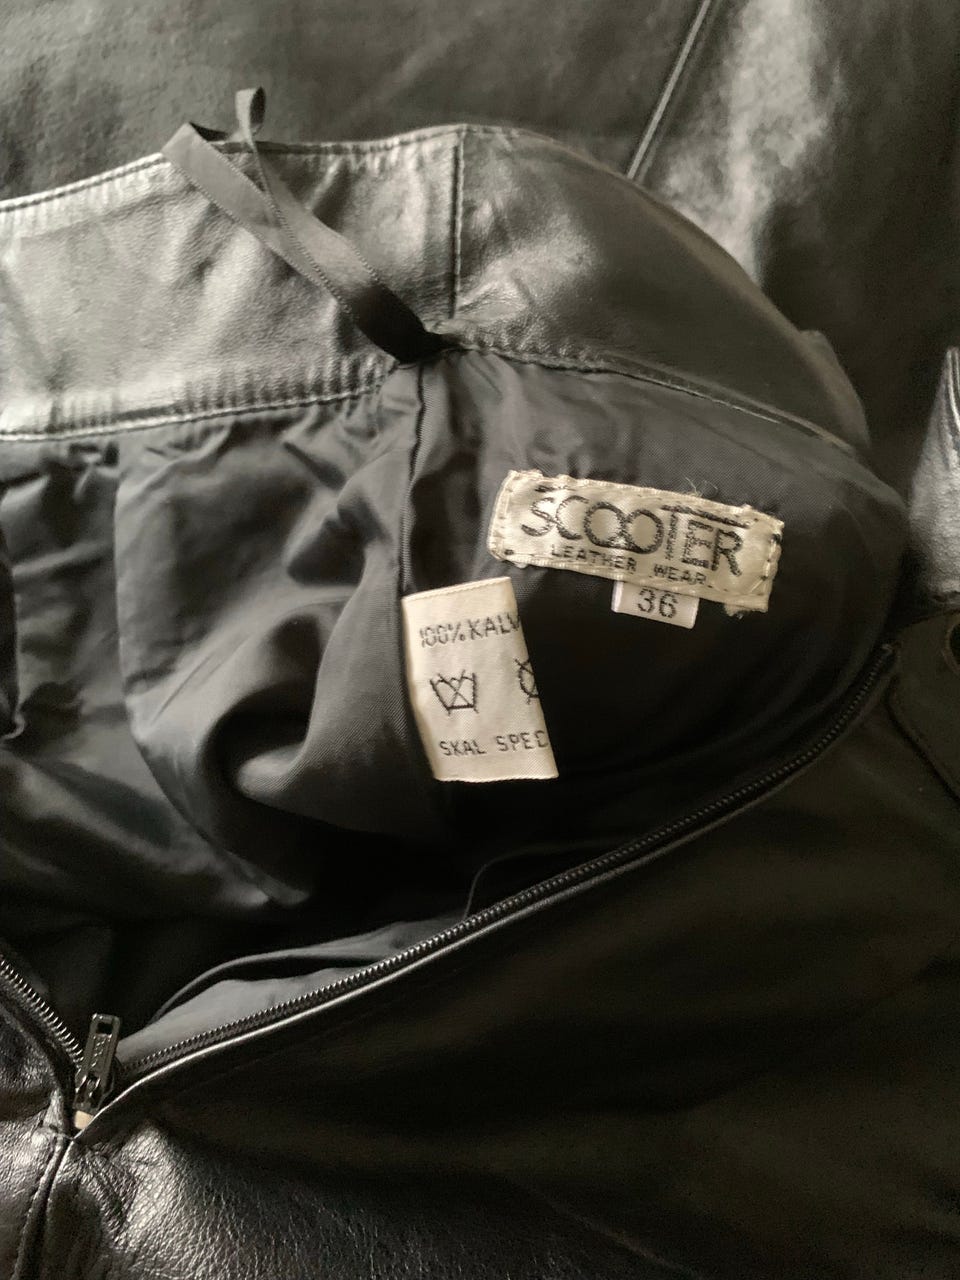 SCOOTER
LEATHER WEAR.
36
100% KALV
SKAL SPEC